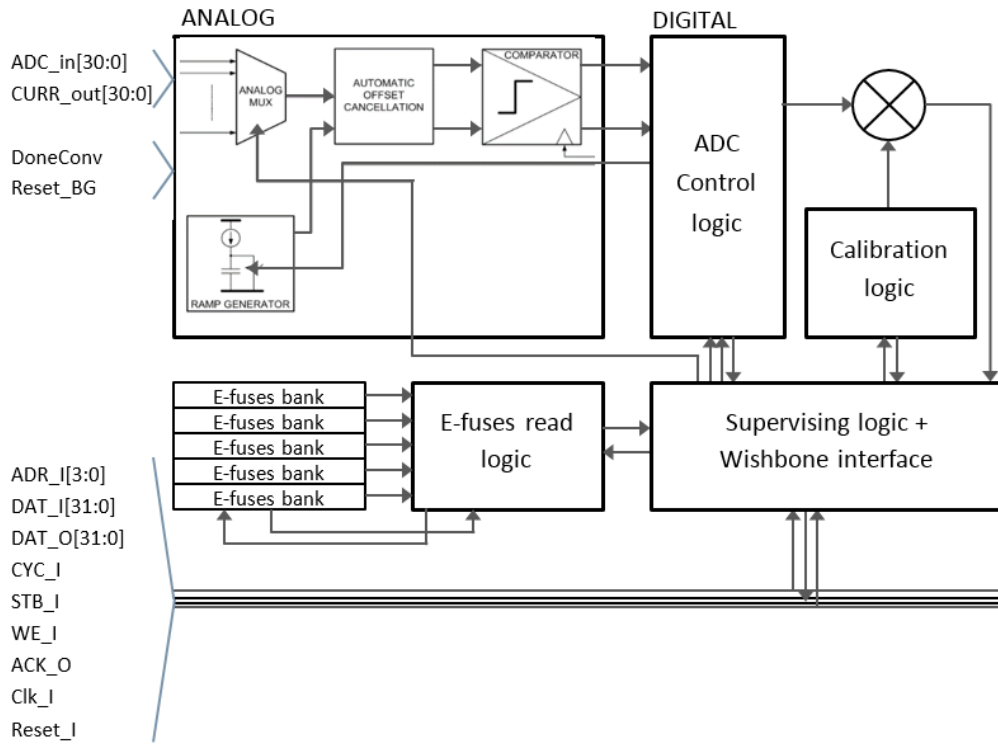 ANALOG
DIGITAL
ADC_in[30:0]
CURR_out[30:0]
DoneConv
Reset_BG
ANALOG
MUX
AUTOMATIC
OFFSET
CANCELLATION
COMPARATOR
RAMP GENERATOR
ADC
Control
logic
Calibration
logic
E-fuses bank
E-fuses bank
E-fuses bank
E-fuses bank
E-fuses bank
E-fuses read
logic
Supervising logic +
Wishbone interface
ADR_I[3:0]
DAT_I[31:0]
DAT_O[31:0]
CYC_I
STB_I
WE_I
ACK_O
Clk_I
Reset_I